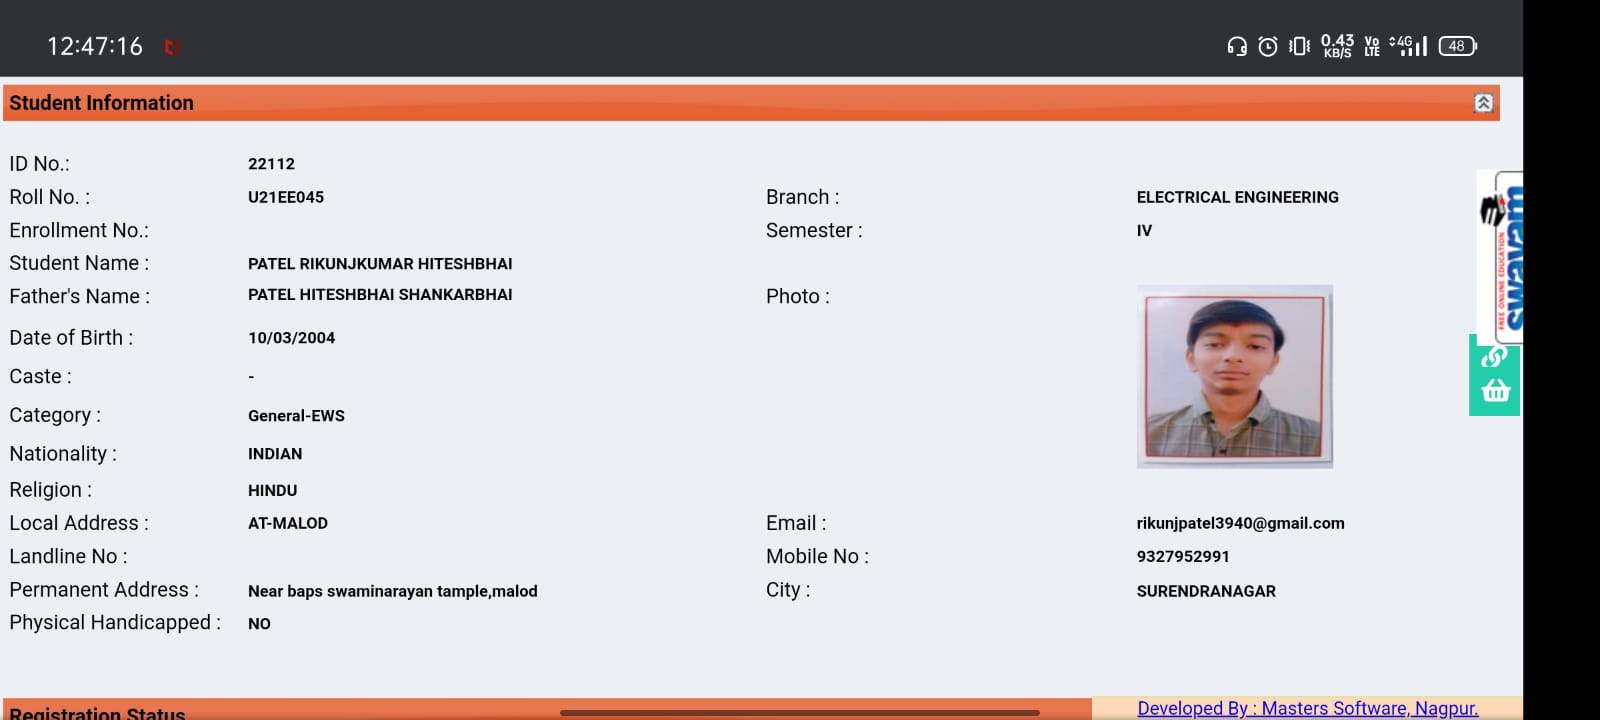 12:47:16 0.43 KB/S Vo LTE 4G 48
Student Information
ID No.: 22112
Roll No. : U21EE045 Branch : ELECTRICAL ENGINEERING
Enrollment No.: Semester : IV
Student Name : PATEL RIKUNJKUMAR HITESHBHAI
Father's Name : PATEL HITESHBHAI SHANKARBHAI Photo :
Date of Birth : 10/03/2004
Caste : -
Category : General-EWS
Nationality : INDIAN
Religion : HINDU
Local Address : AT-MALOD Email : rikunjpatel3940@gmail.com
Landline No : Mobile No : 9327952991
Permanent Address : Near baps swaminarayan tample,malod City : SURENDRANAGAR
Physical Handicapped : NO
swayam
FREE ONLINE EDUCATION
Registration Status
Developed By : Masters Software, Nagpur.